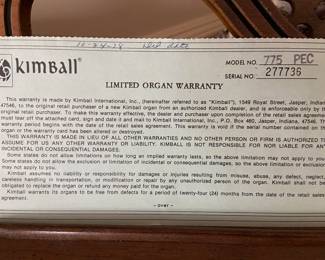 10-24-78 Del date
kimball
MODEL NO. 775 PEC
SERIAL NO. 277736
LIMITED ORGAN WARRANTY
This warranty is made by Kimball International, Inc., (hereinafter referred to as "Kimball"), 1549 Royal Street, Jasper, Indiana
47546, to the original retail purchaser of a new Kimball organ from an authorized Kimball dealer, and is enforceable only by the
original retail purchaser. To make this warranty effective, the dealer and purchaser upon completion of the retail sales agreement
must tear off the attached card, sign and date it and mail to Kimball International, Inc., P.O. Box 460, Jasper, Indiana, 47546. The
warranty period begins with the date of the retail sales agreement. This warranty is void if the serial number contained on the
organ or the warranty card has been altered or destroyed.
THIS WARRANTY IS MADE IN LIEU OF ALL OTHER WARRANTIES AND NO OTHER PERSON OR FIRM IS AUTHORIZED TO
ASSUME FOR US ANY OTHER WARRANTY OR LIABILITY. KIMBALL IS NOT RESPONSIBLE FOR NOR LIABLE FOR ANY
INCIDENTAL OR CONSEQUENTIAL DAMAGES.
Some states do not allow limitations on how long an implied warranty lasts, so the above limitation may not apply to you.
Some states do not allow the exclusion or limitation of incidental or consequential damages, so the above limitation or exclusion
may not apply to you.
Kimball assumes no liability or responsibility for damages or injuries resulting from misuse, abuse, any defect, neglect,
careless handling in transportation, or modification or repair by any unauthorized person of the organ. Kimball shall not be
obligated to replace the organ or refund any money paid for the organ.
Kimball warrants its organs to be free from defects for a period of twenty-four (24) months from the date of the retail sales
agreement.
- over -